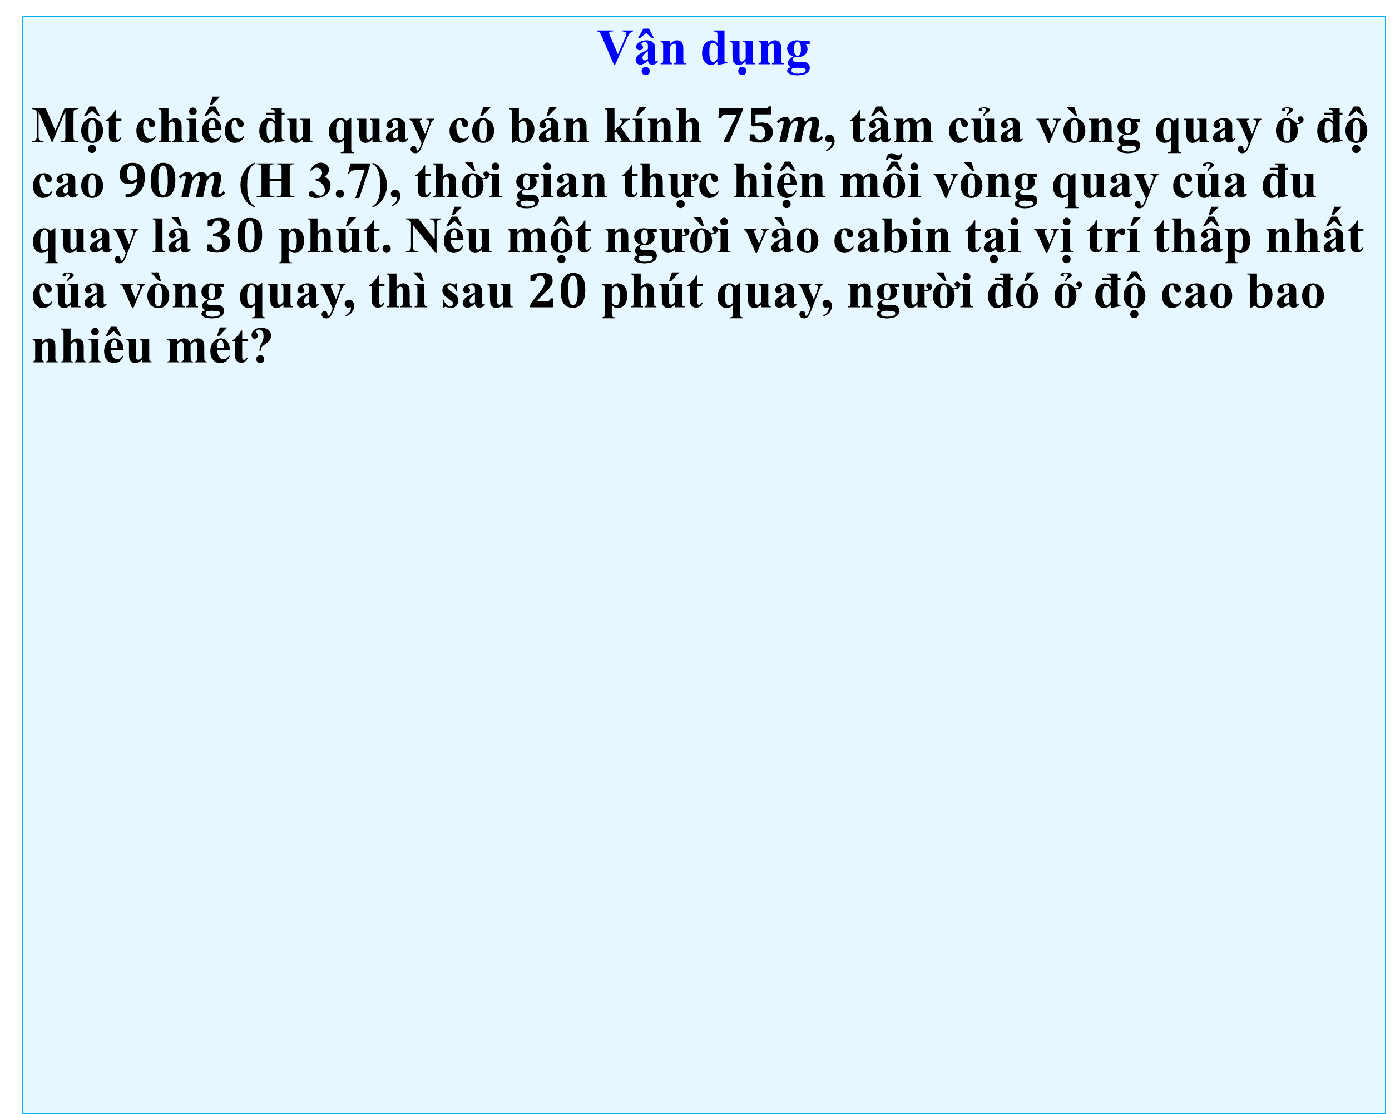 Vận dụng
Một chiếc đu quay có bán kính 75m, tâm của vòng quay ở độ
cao 90m (H 3.7), thời gian thực hiện mỗi vòng quay của đu
quay là 30 phút. Nếu một người vào cabin tại vị trí thấp nhất
của vòng quay, thì sau 20 phút quay, người đó ở độ cao bao
nhiêu mét?